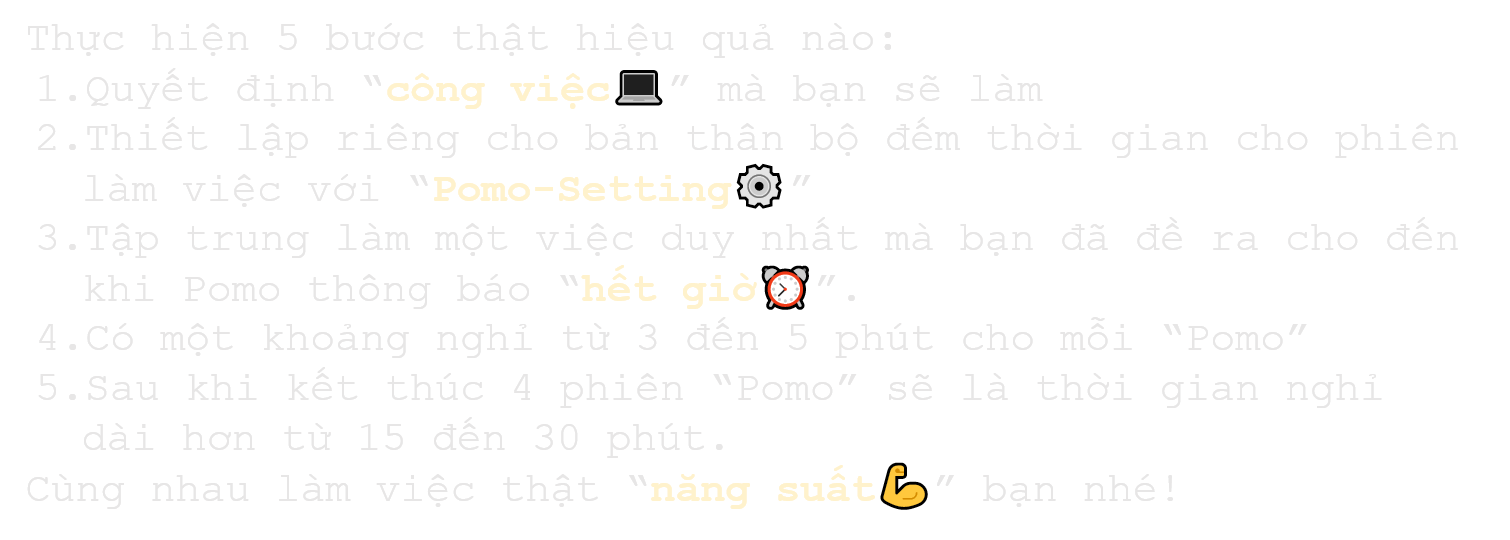 Thực hiện 5 bước thật hiệu quả nào:
1.Quyết định “công việc💻” mà bạn sẽ làm
2.Thiết lập riêng cho bản thân bộ đếm thời gian cho phiên
làm việc với “Pomo-Setting⚙️”
3.Tập trung làm một việc duy nhất mà bạn đã đề ra cho đến
khi Pomo thông báo “hết giờ⏰”.
4.Có một khoảng nghỉ từ 3 đến 5 phút cho mỗi “Pomo”
5.Sau khi kết thúc 4 phiên “Pomo” sẽ là thời gian nghỉ
dài hơn từ 15 đến 30 phút.
Cùng nhau làm việc thật “năng suất💪” bạn nhé!